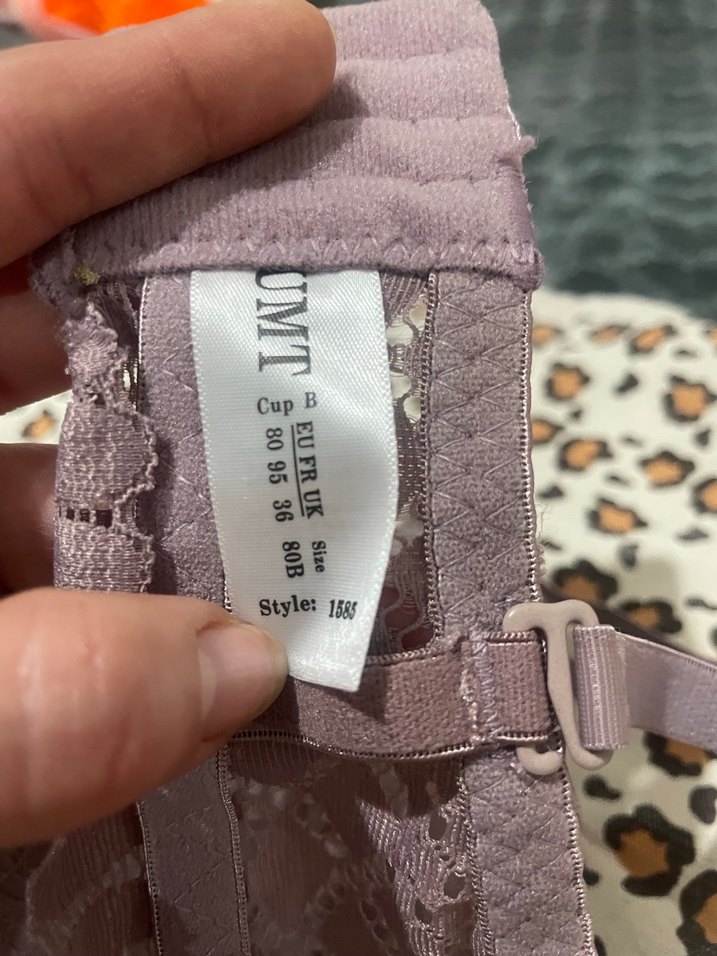 UMT
Cup B
EU FR UK Size
80 95 36 80B
Style: 1585